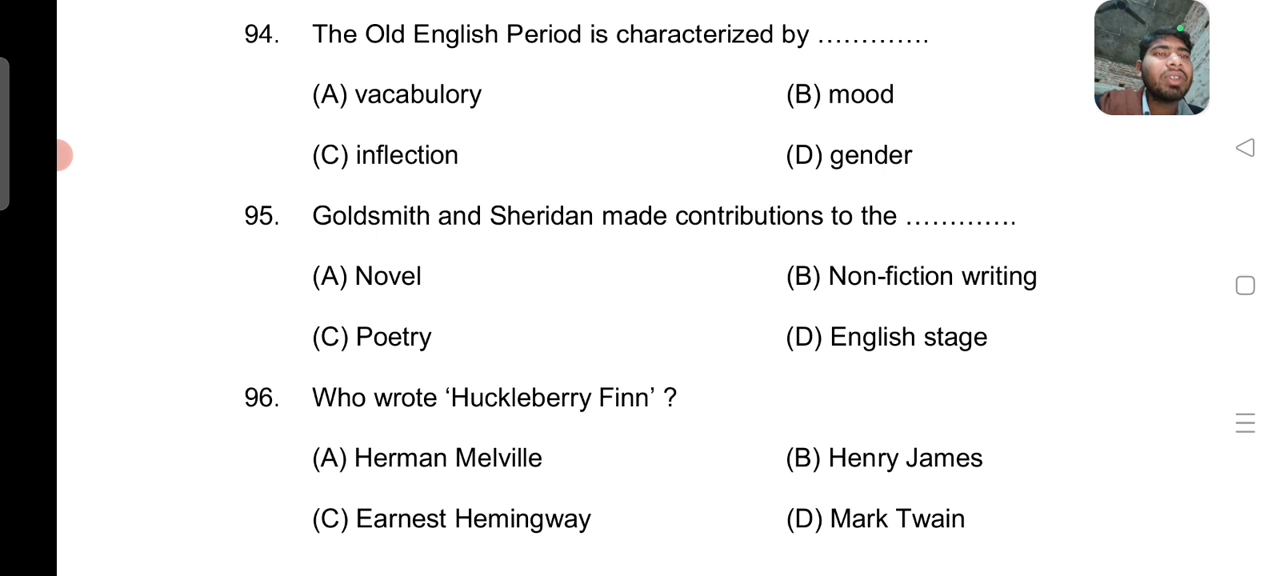 94. The Old English Period is characterized by .............
(A) vacabulory (B) mood
(C) inflection (D) gender
95. Goldsmith and Sheridan made contributions to the .............
(A) Novel (B) Non-fiction writing
(C) Poetry (D) English stage
96. Who wrote ‘Huckleberry Finn’ ?
(A) Herman Melville (B) Henry James
(C) Earnest Hemingway (D) Mark Twain